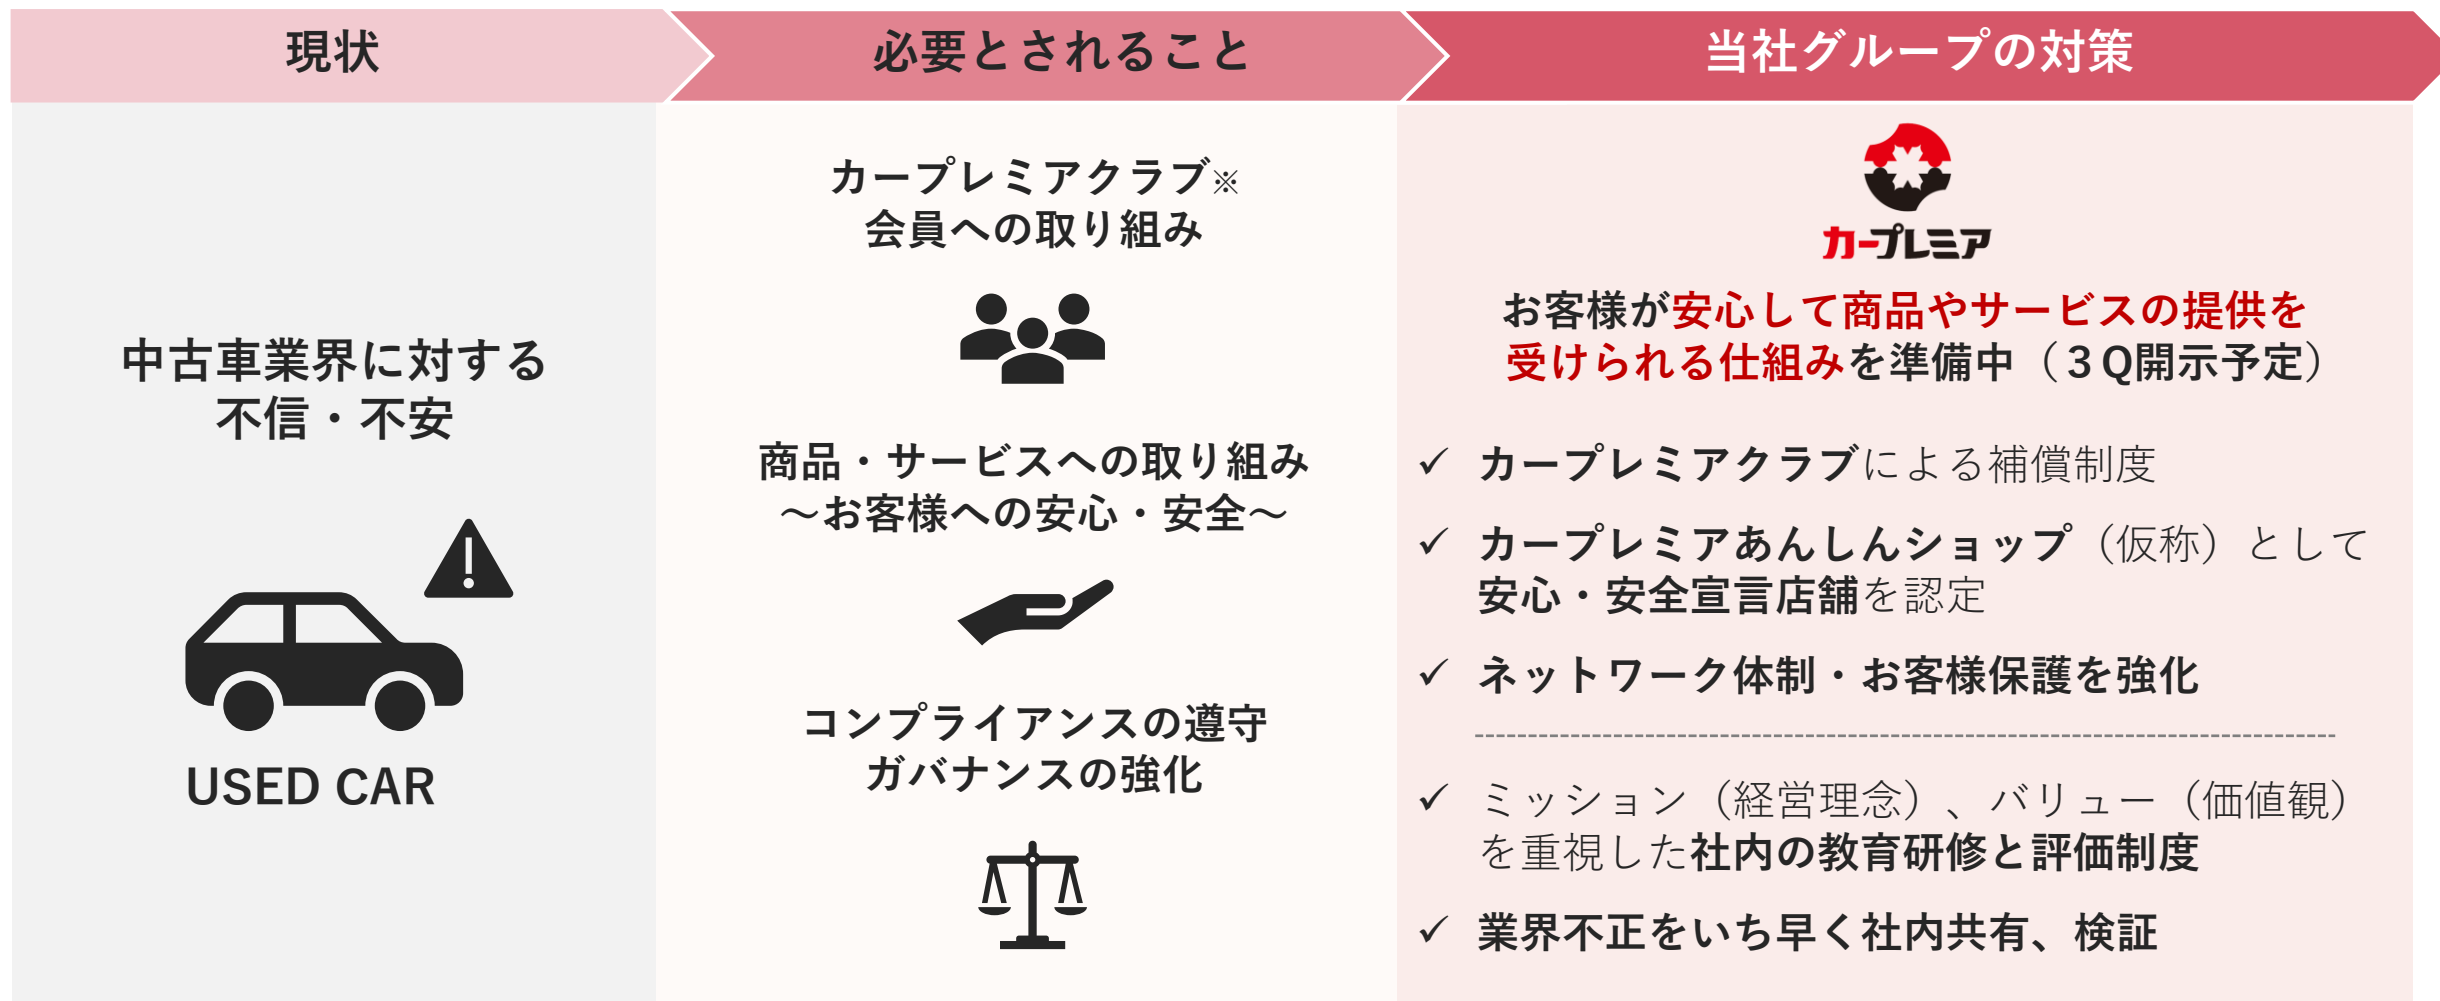 現状
必要とされること
当社グループの対策
中古車業界に対する
不信・不安
USED CAR
カープレミアクラブ※
会員への取り組み
商品・サービスへの取り組み
～お客様への安心・安全～
コンプライアンスの遵守
ガバナンスの強化
カープレミア
お客様が安心して商品やサービスの提供を
受けられる仕組みを準備中（３Q開示予定）
✓ カープレミアクラブによる補償制度
✓ カープレミアあんしんショップ（仮称）として
安心・安全宣言店舗を認定
✓ ネットワーク体制・お客様保護を強化
✓ ミッション（経営理念）、バリュー（価値観）
を重視した社内の教育研修と評価制度
✓ 業界不正をいち早く社内共有、検証